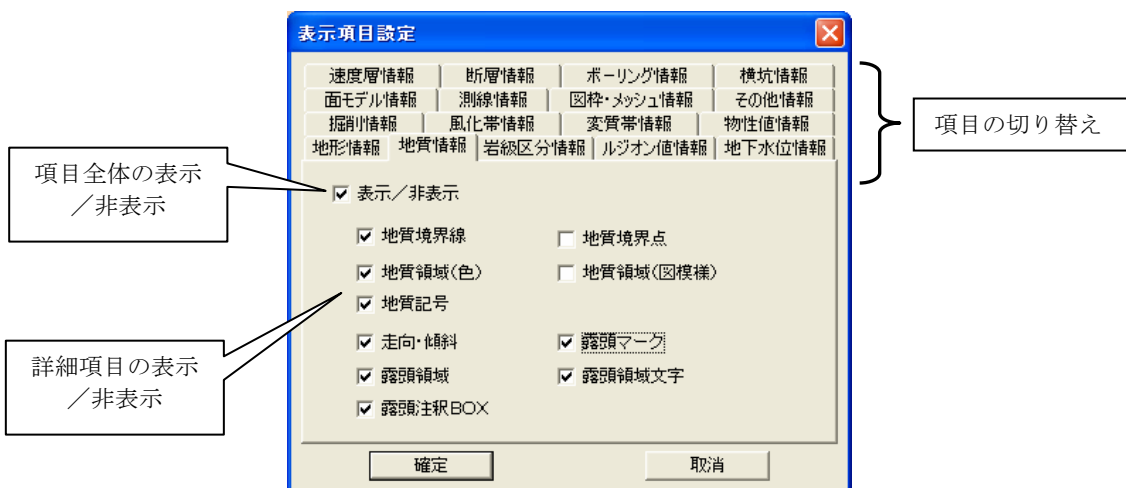 表示項目設定
速度層情報 断層情報 ボーリング情報 横坑情報
面モデル情報 測線情報 図枠・メッシュ情報 その他情報
掘削情報 風化帯情報 変質帯情報 物性値情報
地形情報 地質情報 岩級区分情報 ルジオン値情報 地下水位情報
項目の切り替え
項目全体の表示
／非表示
表示／非表示
地質境界線 地質境界点
地質領域(色) 地質領域(図模様)
地質記号
走向・傾斜 露頭マーク
露頭領域 露頭領域文字
露頭注釈BOX
詳細項目の表示
／非表示
確定 取消